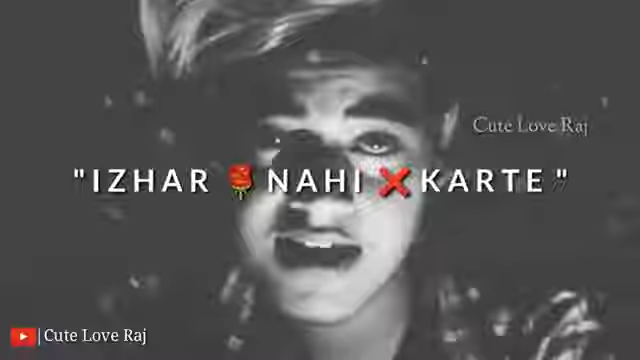 Cute Love Raj
"IZHAR 🌹 NAHI ❌ KARTE"
| Cute Love Raj